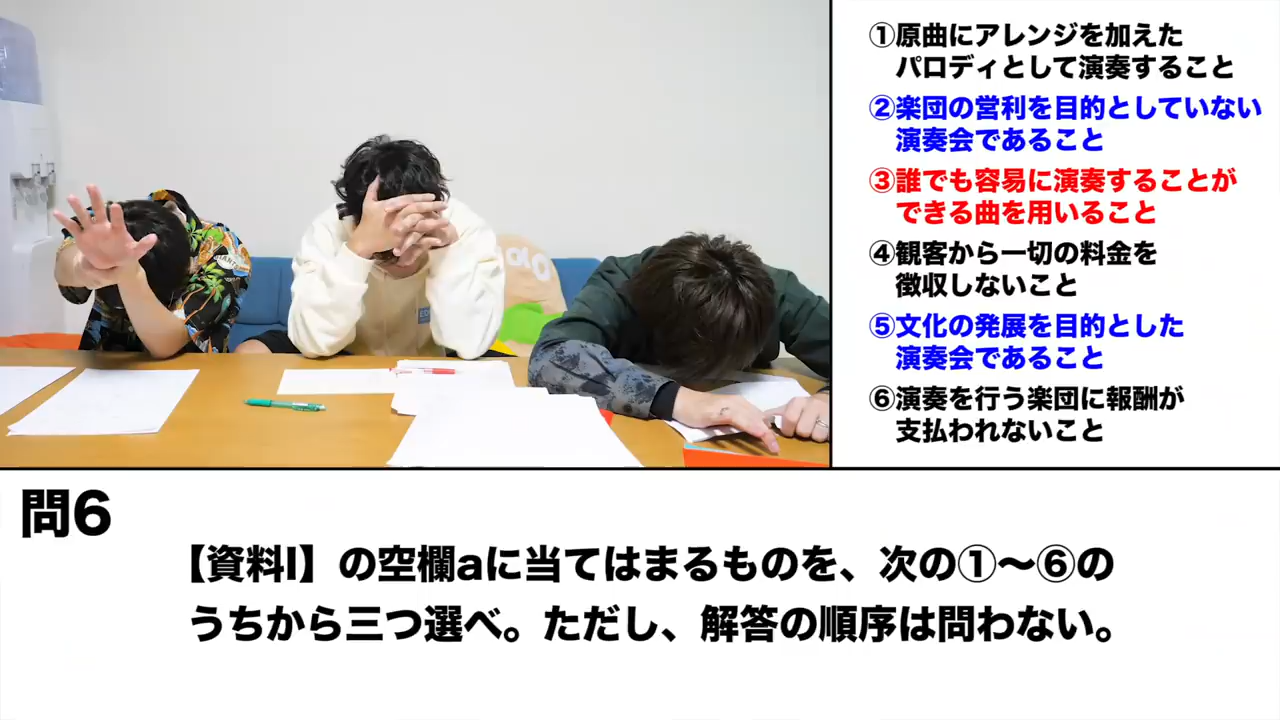 ①原曲にアレンジを加えた
パロディとして演奏すること
②楽団の営利を目的としていない
演奏会であること
③誰でも容易に演奏することが
できる曲を用いること
④観客から一切の料金を
徴収しないこと
⑤文化の発展を目的とした
演奏会であること
⑥演奏を行う楽団に報酬が
支払われないこと
問6
【資料Ⅰ】の空欄aに当てはまるものを、次の①〜⑥の
うちから三つ選べ。ただし、解答の順序は問わない。